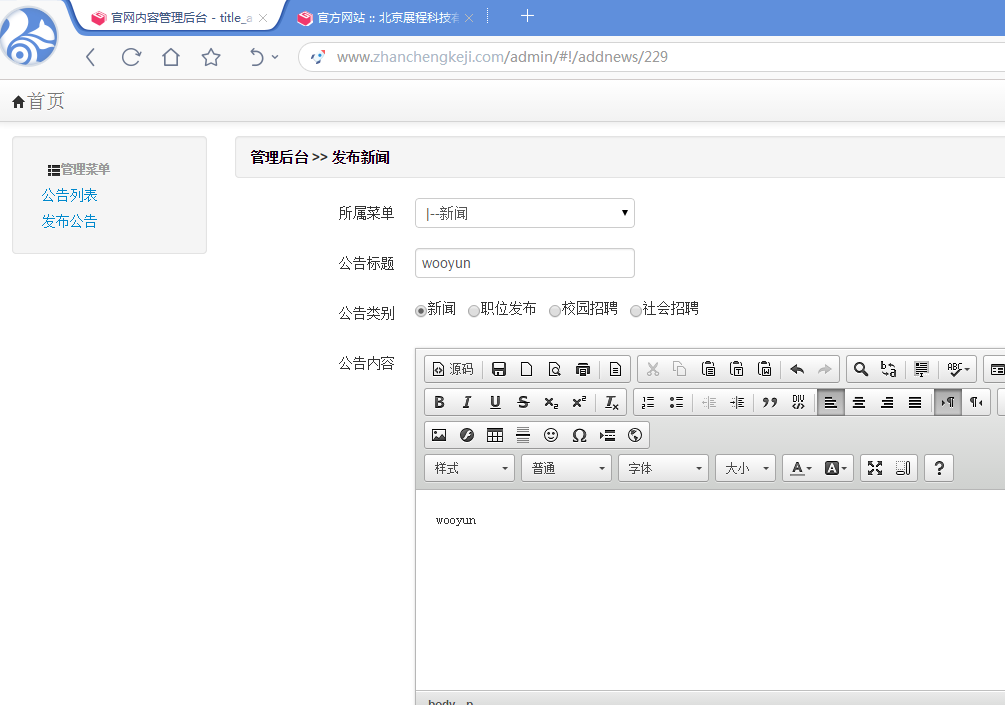 官网内容管理后台 - title_a
官方网站 :: 北京展程科技有
www.zhanchengkeji.com/admin/#!/addnews/229
首页
管理菜单
公告列表
发布公告
管理后台 >> 发布新闻
所属菜单 |--新闻
公告标题 wooyun
公告类别 新闻 职位发布 校园招聘 社会招聘
公告内容
源码
B I U S x₂ x² Tx
样式 普通 字体 大小 A A ?
wooyun
body p